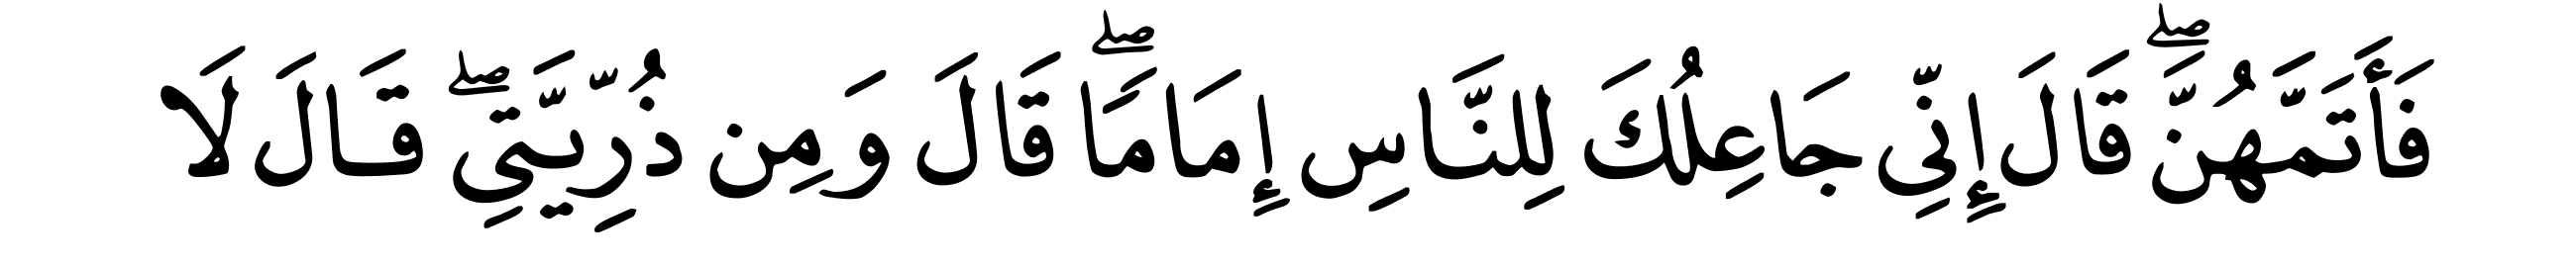 فَأَتَمَّهُنَّۖ قَالَ إِنِّي جَاعِلُكَ لِلنَّاسِ إِمَامٗاۖ قَالَ وَمِن ذُرِّيَّتِيۖ قَالَ لَا